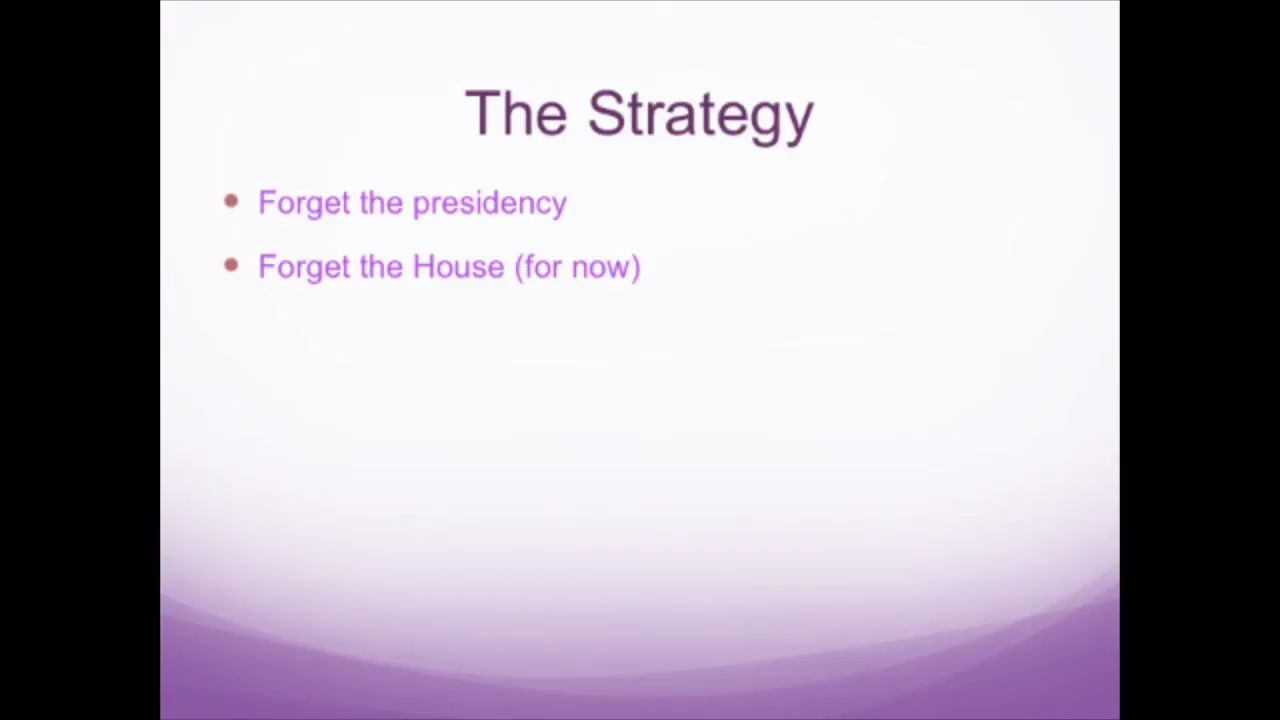 The Strategy
Forget the presidency
Forget the House (for now)